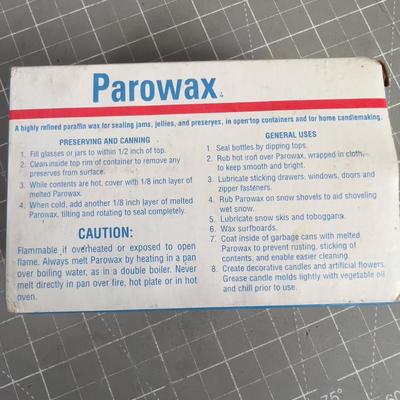 Parowax
A highly refined paraffin wax for sealing jams, jellies, and preserves, in open top containers and for home candlemaking.
PRESERVING AND CANNING
1. Fill glasses or jars to within 1/2 inch of top.
2. Clean inside top rim of container to remove any
preserves from surface.
3. While contents are hot, cover with 1/8 inch layer of
melted Parowax.
4. When cold, add another 1/8 inch layer of melted
Parowax, tilting and rotating to seal completely.
CAUTION:
Flammable if overheated or exposed to open
flame. Always melt Parowax by heating in a pan
over boiling water, as in a double boiler. Never
melt directly in pan over fire, hot plate or in hot
oven.
GENERAL USES
1. Seal bottles by dipping tops.
2. Rub hot iron over Parowax, wrapped in cloth,
to keep smooth and bright.
3. Lubricate sticking drawers, windows, doors and
zipper fasteners.
4. Rub Parowax on snow shovels to aid shoveling
wet snow.
5. Lubricate snow skis and toboggans.
6. Wax surfboards.
7. Coat inside of garbage cans with melted
Parowax to prevent rusting, sticking of
contents, and enable easier cleaning.
8. Create decorative candles and artificial flowers.
Grease candle molds lightly with vegetable oil
and chill prior to use.
75°